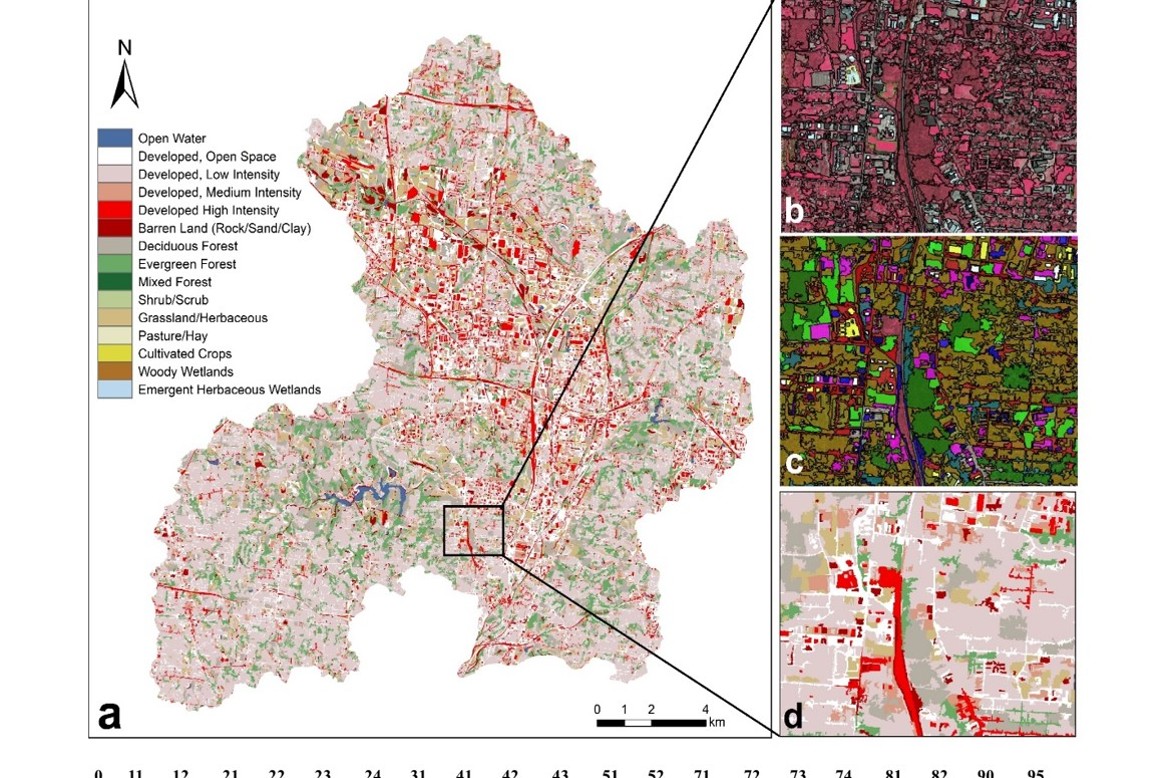 N
Open Water
Developed, Open Space
Developed, Low Intensity
Developed, Medium Intensity
Developed High Intensity
Barren Land (Rock/Sand/Clay)
Deciduous Forest
Evergreen Forest
Mixed Forest
Shrub/Scrub
Grassland/Herbaceous
Pasture/Hay
Cultivated Crops
Woody Wetlands
Emergent Herbaceous Wetlands
a
0 1 2 4
km
b
c
d
0 11 12 21 22 23 24 31 41 42 43 51 52 71 72 73 74 81 82 90 95